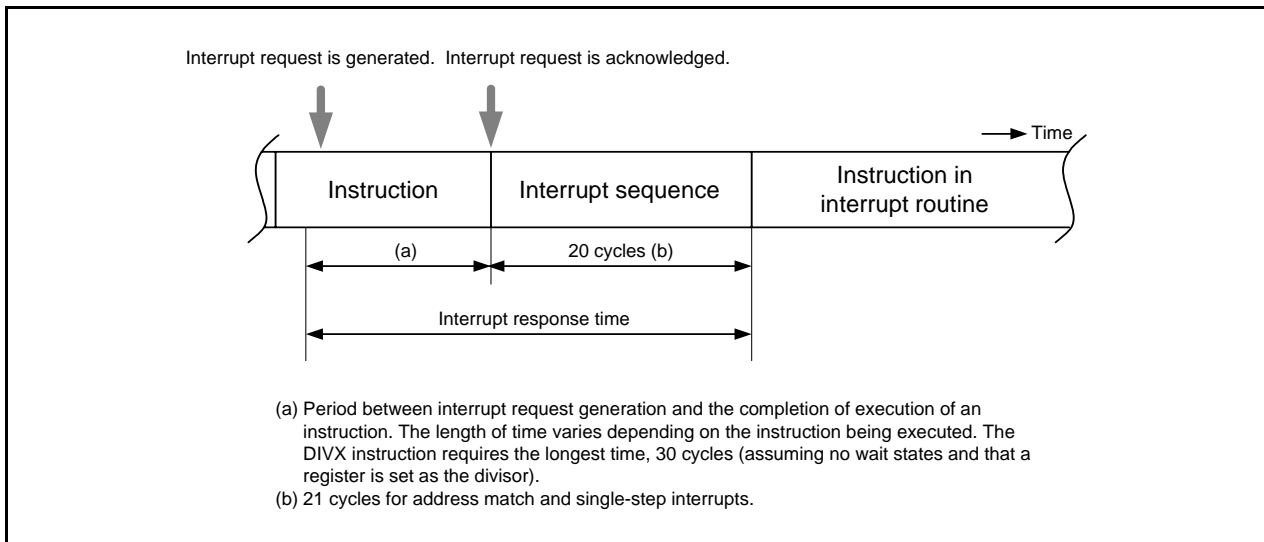 Interrupt request is generated. Interrupt request is acknowledged.
Time
Instruction
Interrupt sequence
Instruction in
interrupt routine
(a)
20 cycles (b)
Interrupt response time
(a) Period between interrupt request generation and the completion of execution of an
instruction. The length of time varies depending on the instruction being executed. The
DIVX instruction requires the longest time, 30 cycles (assuming no wait states and that a
register is set as the divisor).
(b) 21 cycles for address match and single-step interrupts.